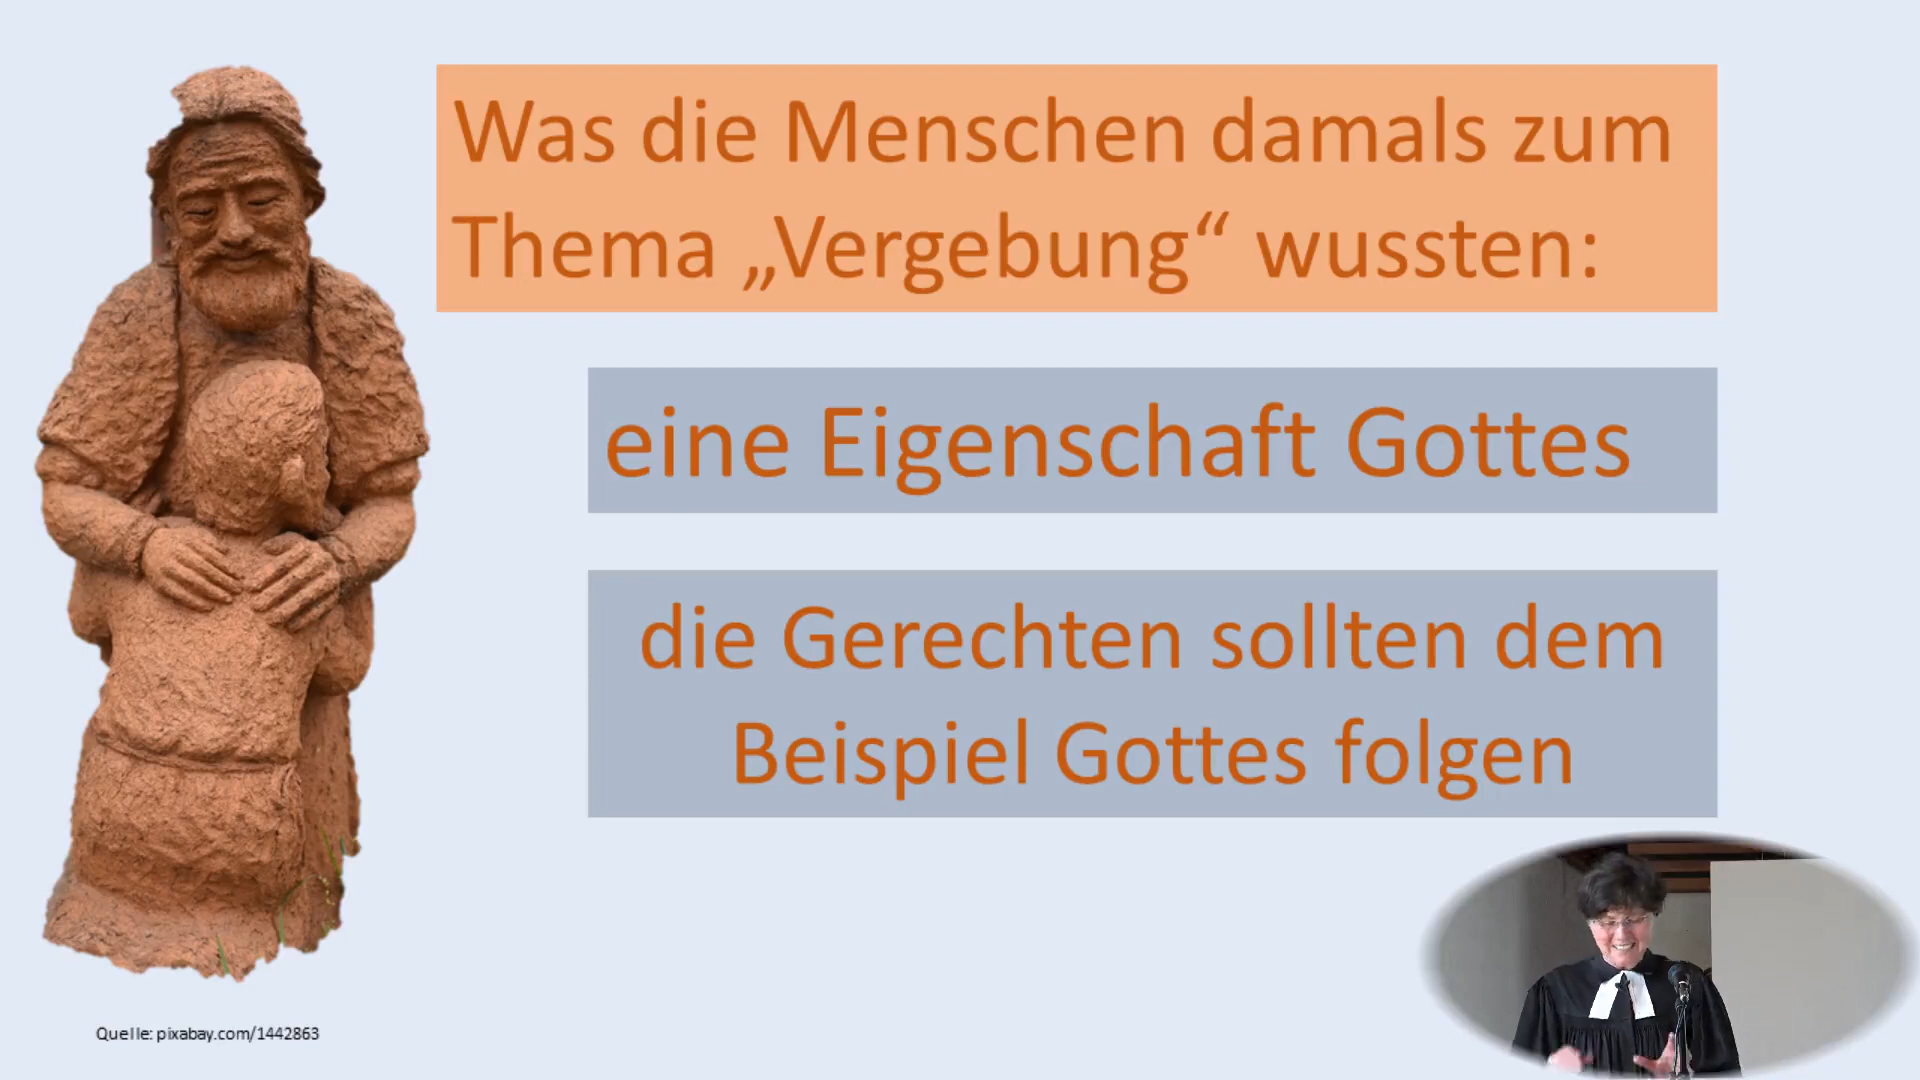 Was die Menschen damals zum
Thema „Vergebung“ wussten:
eine Eigenschaft Gottes
die Gerechten sollten dem
Beispiel Gottes folgen
Quelle: pixabay.com/1442863